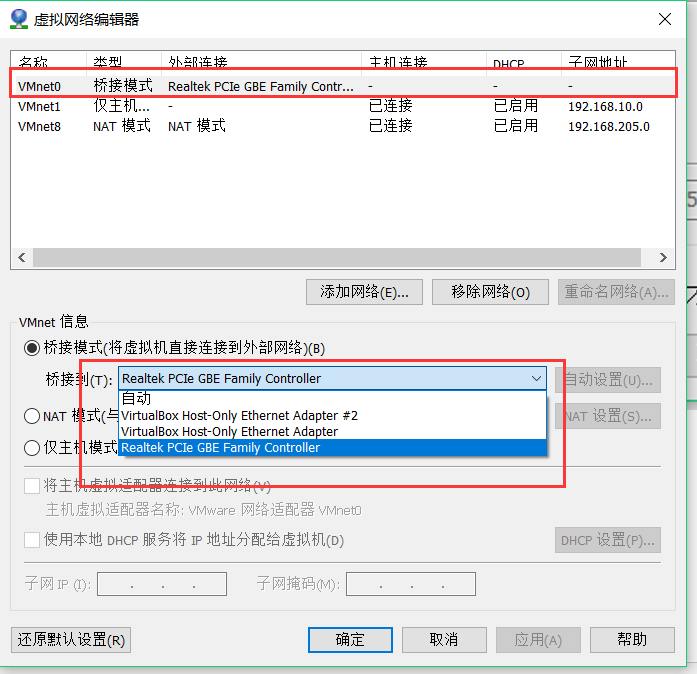 虚拟网络编辑器
名称 类型 外部连接 主机连接 DHCP 子网地址
VMnet0 桥接模式 Realtek PCIe GBE Family Contr... - - -
VMnet1 仅主机... - 已连接 已启用 192.168.10.0
VMnet8 NAT 模式 NAT 模式 已连接 已启用 192.168.205.0
添加网络(E)... 移除网络(O) 重命名网络(A)...
VMnet 信息
桥接模式(将虚拟机直接连接到外部网络)(B)
桥接到(T): Realtek PCIe GBE Family Controller 自动设置(U)...
自动
NAT 模式(与 VirtualBox Host-Only Ethernet Adapter #2 NAT 设置(S)...
VirtualBox Host-Only Ethernet Adapter
仅主机模式 Realtek PCIe GBE Family Controller
将主机虚拟适配器连接到此网络(V)
主机虚拟适配器名称: VMware 网络适配器 VMnet0
使用本地 DHCP 服务将 IP 地址分配给虚拟机(D) DHCP 设置(P)...
子网 IP (I): . . . 子网掩码(M): . . .
还原默认设置(R) 确定 取消 应用(A) 帮助